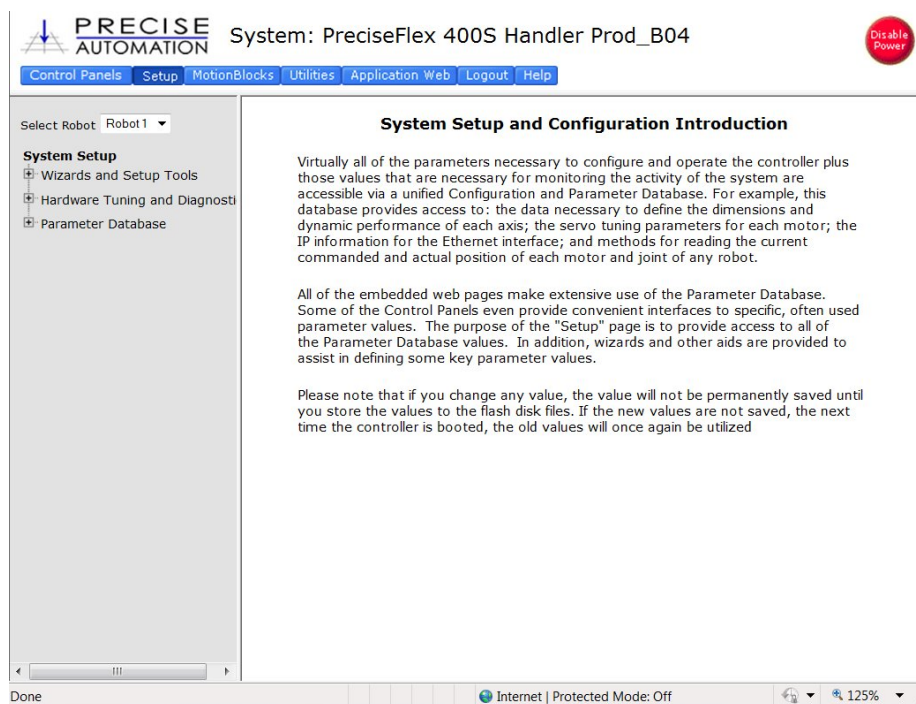 PRECISE
AUTOMATION
System: PreciseFlex 400S Handler Prod_B04
Disable
Power
Control Panels Setup MotionBlocks Utilities Application Web Logout Help
Select Robot Robot1
System Setup
Wizards and Setup Tools
Hardware Tuning and Diagnosti
Parameter Database
System Setup and Configuration Introduction
Virtually all of the parameters necessary to configure and operate the controller plus
those values that are necessary for monitoring the activity of the system are
accessible via a unified Configuration and Parameter Database. For example, this
database provides access to: the data necessary to define the dimensions and
dynamic performance of each axis; the servo tuning parameters for each motor; the
IP information for the Ethernet interface; and methods for reading the current
commanded and actual position of each motor and joint of any robot.
All of the embedded web pages make extensive use of the Parameter Database.
Some of the Control Panels even provide convenient interfaces to specific, often used
parameter values. The purpose of the "Setup" page is to provide access to all of
the Parameter Database values. In addition, wizards and other aids are provided to
assist in defining some key parameter values.
Please note that if you change any value, the value will not be permanently saved until
you store the values to the flash disk files. If the new values are not saved, the next
time the controller is booted, the old values will once again be utilized
Done
Internet | Protected Mode: Off
125%